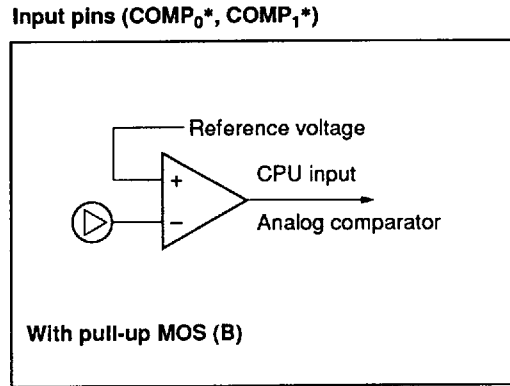 Input pins (COMP₀*, COMP₁*)
Reference voltage
+
CPU input
−
Analog comparator
With pull-up MOS (B)